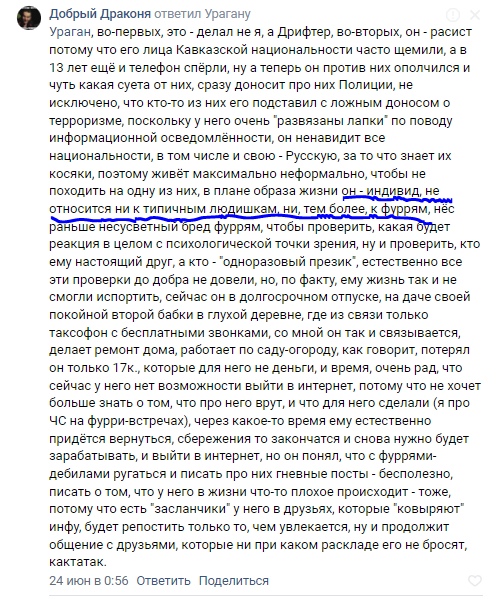 Добрый Драконя ответил Урагану
Ураган, во-первых, это - делал не я, а Дрифтер, во-вторых, он - расист
потому что его лица Кавказской национальности часто щемили, а в
13 лет ещё и телефон спёрли, ну а теперь он против них ополчился и
чуть какая суета от них, сразу доносит про них Полиции, не
исключено, что кто-то из них его подставил с ложным доносом о
терроризме, поскольку у него очень "развязаны лапки" по поводу
информационной осведомлённости, он ненавидит все
национальности, в том числе и свою - Русскую, за то что знает их
косяки, поэтому живёт максимально неформально, чтобы не
походить на одну из них, в плане образа жизни он - индивид, не
относится ни к типичным людишкам, ни, тем более, к фуррям, нёс
раньше несусветный бред фуррям, чтобы проверить, какая будет
реакция в целом с психологической точки зрения, ну и проверить, кто
ему настоящий друг, а кто - "одноразовый презик", естественно все
эти проверки до добра не довели, но, по факту, ему жизнь так и не
смогли испортить, сейчас он в долгосрочном отпуске, на даче своей
покойной второй бабки в глухой деревне, где из связи только
таксофон с бесплатными звонками, со мной он так и связывается,
делает ремонт дома, работает по саду-огороду, как говорит, потерял
он только 17к., которые для него не деньги, и время, очень рад, что
сейчас у него нет возможности выйти в интернет, потому что не хочет
больше знать о том, что про него врут, и что для него сделали (я про
ЧС на фурри-встречах), через какое-то время ему естественно
придётся вернуться, сбережения то закончатся и снова нужно будет
зарабатывать, и выйти в интернет, но он понял, что с фуррями-
дебилами ругаться и писать про них гневные посты - бесполезно,
писать о том, что у него в жизни что-то плохое происходит - тоже,
потому что есть "засланчики" у него в друзьях, которые "ковыряют"
инфу, будет репостить только то, чем увлекается, ну и продолжит
общение с друзьями, которые ни при каком раскладе его не бросят,
кактатак.
24 июн в 0:56 Ответить Поделиться